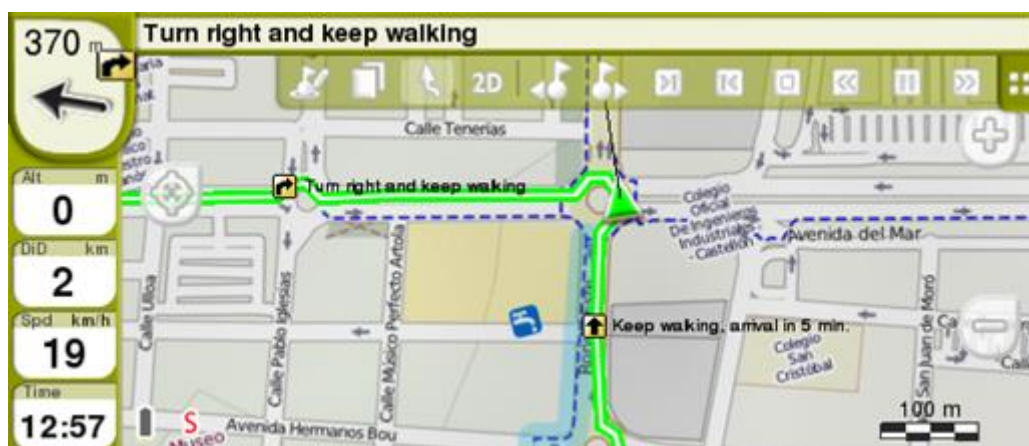 370 m
Turn right and keep walking
2D
Calle Tenerías
Alt m
0
Turn right and keep walking
Colegio
Oficial
De Ingenieros
Industriales
- Castellón
Avenida del Mar
DiD km
2
Calle Ulloa
Calle Pablo Iglesias
Calle Músico Perfecto Artola
San Juan de Moró
Spd km/h
19
Keep walking, arrival in 5 min.
Colegio
San
Cristóbal
Time
12:57
S
Museo
Avenida Hermanos Bou
100 m